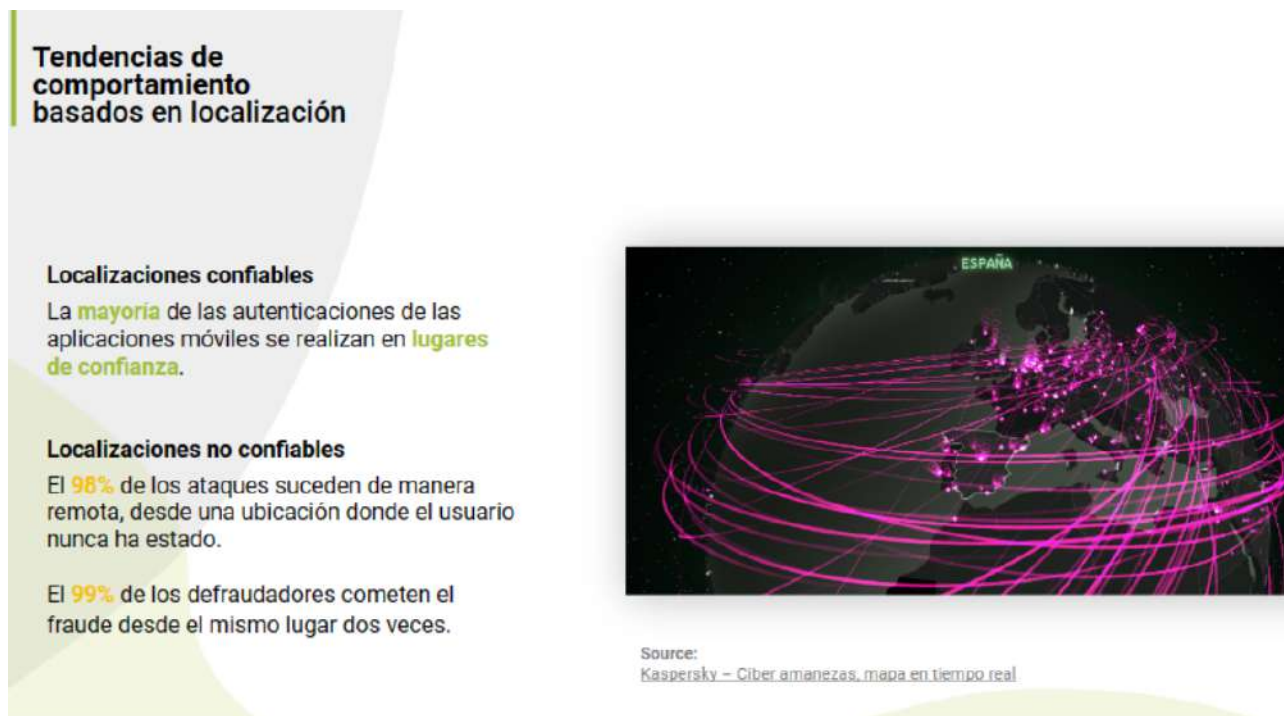 Tendencias de
comportamiento
basados en localización
Localizaciones confiables
La mayoría de las autenticaciones de las
aplicaciones móviles se realizan en lugares
de confianza.
Localizaciones no confiables
El 98% de los ataques suceden de manera
remota, desde una ubicación donde el usuario
nunca ha estado.
El 99% de los defraudadores cometen el
fraude desde el mismo lugar dos veces.
ESPAÑA
Source:
Kaspersky – Ciber amanezas, mapa en tiempo real